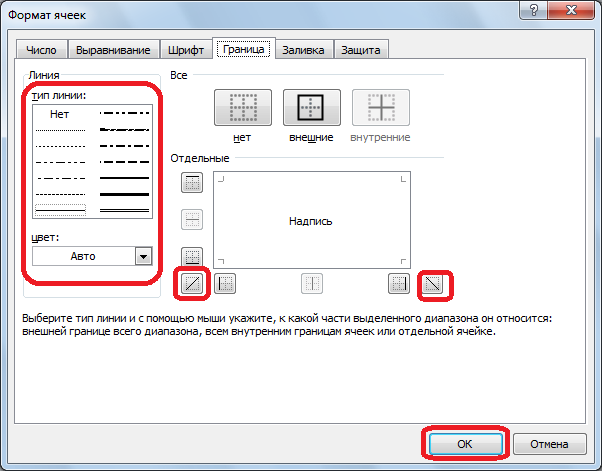 Формат ячеек
Число Выравнивание Шрифт Граница Заливка Защита
Линия
тип линии:
Нет
цвет:
Авто
Все
нет внешние внутренние
Отдельные
Надпись
Выберите тип линии и с помощью мыши укажите, к какой части выделенного диапазона он относится:
внешней границе всего диапазона, всем внутренним границам ячеек или отдельной ячейке.
ОК Отмена